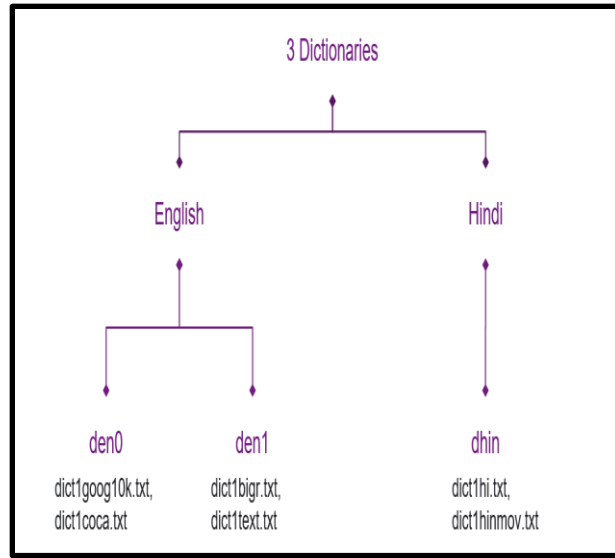 3 Dictionaries
English
Hindi
den0
den1
dhin
dict1goog10k.txt,
dict1coca.txt
dict1bigr.txt,
dict1text.txt
dict1hi.txt,
dict1hinmov.txt